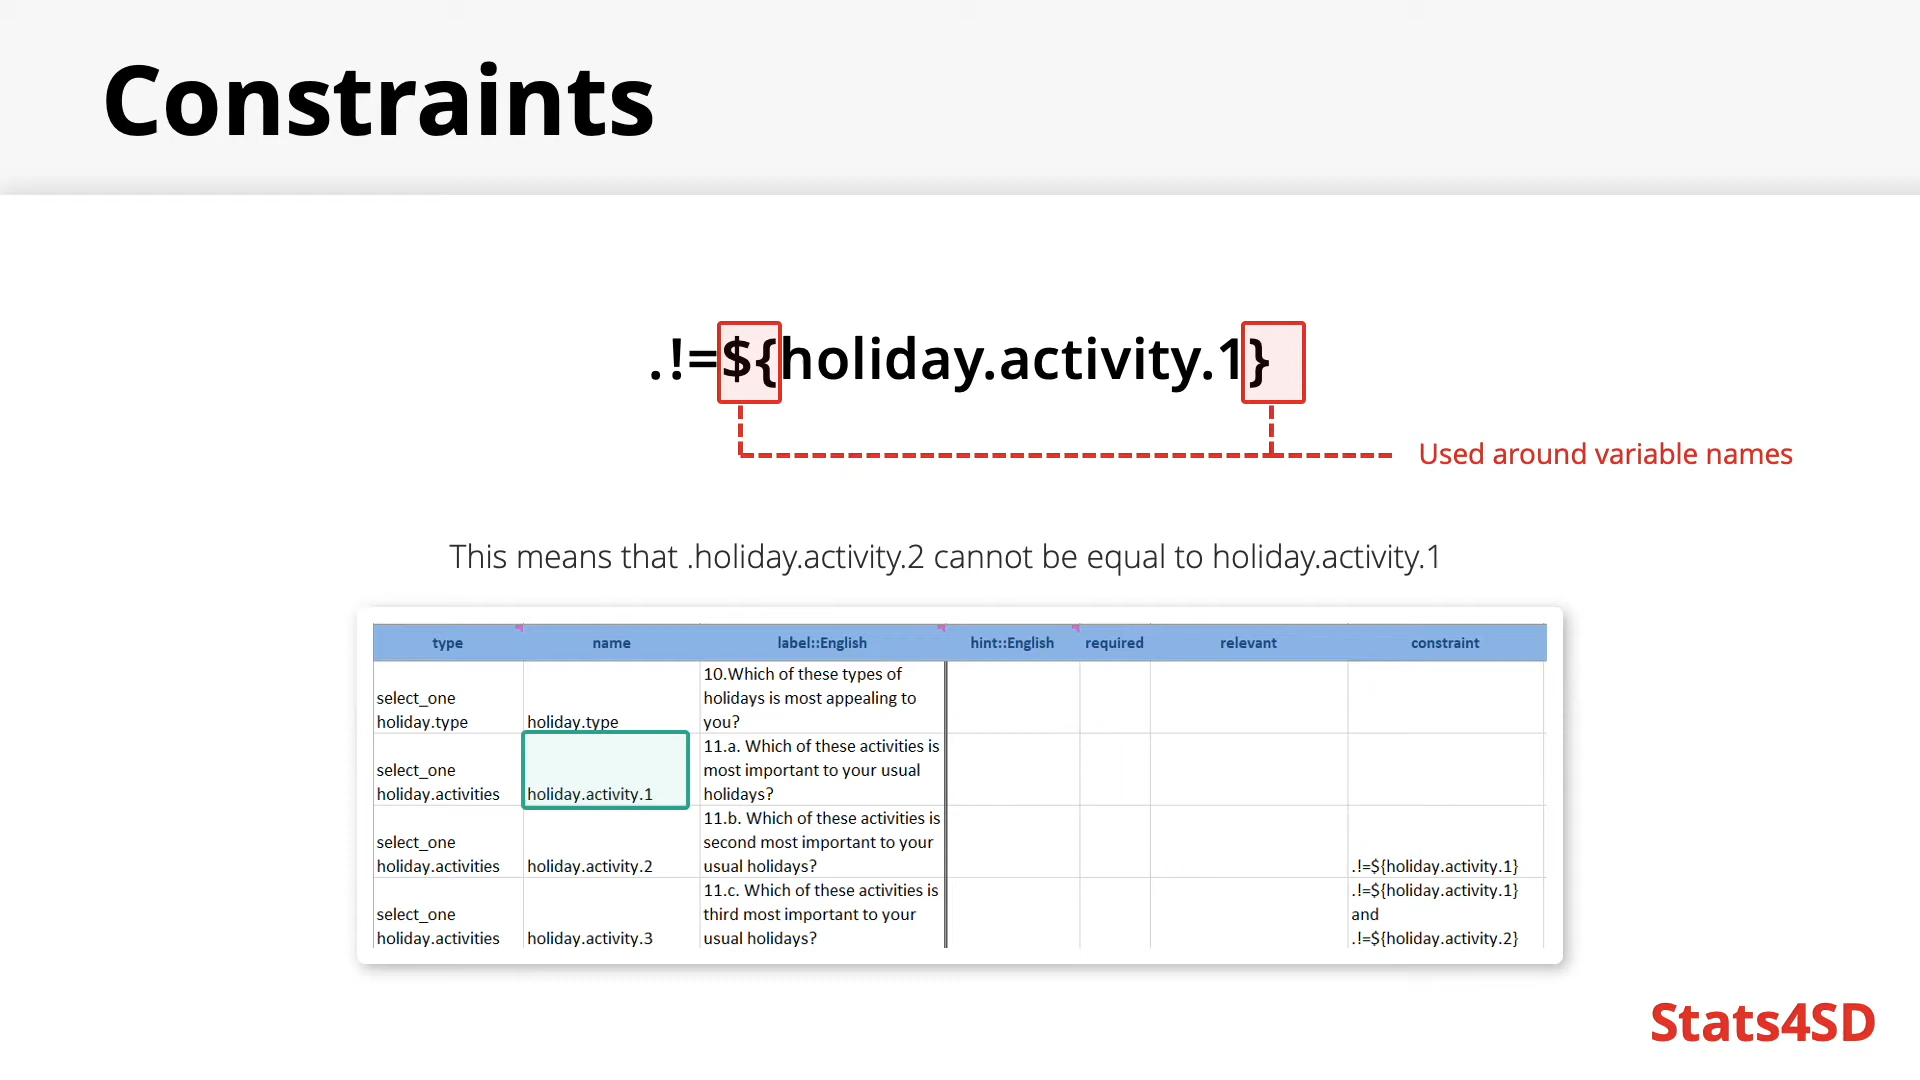 Constraints
.!=${holiday.activity.1}
Used around variable names
This means that .holiday.activity.2 cannot be equal to holiday.activity.1
type name label::English hint::English required relevant constraint
10.Which of these types of
select_one holidays is most appealing to
holiday.type holiday.type you?
11.a. Which of these activities is
select_one most important to your usual
holiday.activities holiday.activity.1 holidays?
11.b. Which of these activities is
select_one second most important to your
holiday.activities holiday.activity.2 usual holidays? .!=${holiday.activity.1}
11.c. Which of these activities is .!=${holiday.activity.1}
select_one third most important to your and
holiday.activities holiday.activity.3 usual holidays? .!=${holiday.activity.2}
Stats4SD